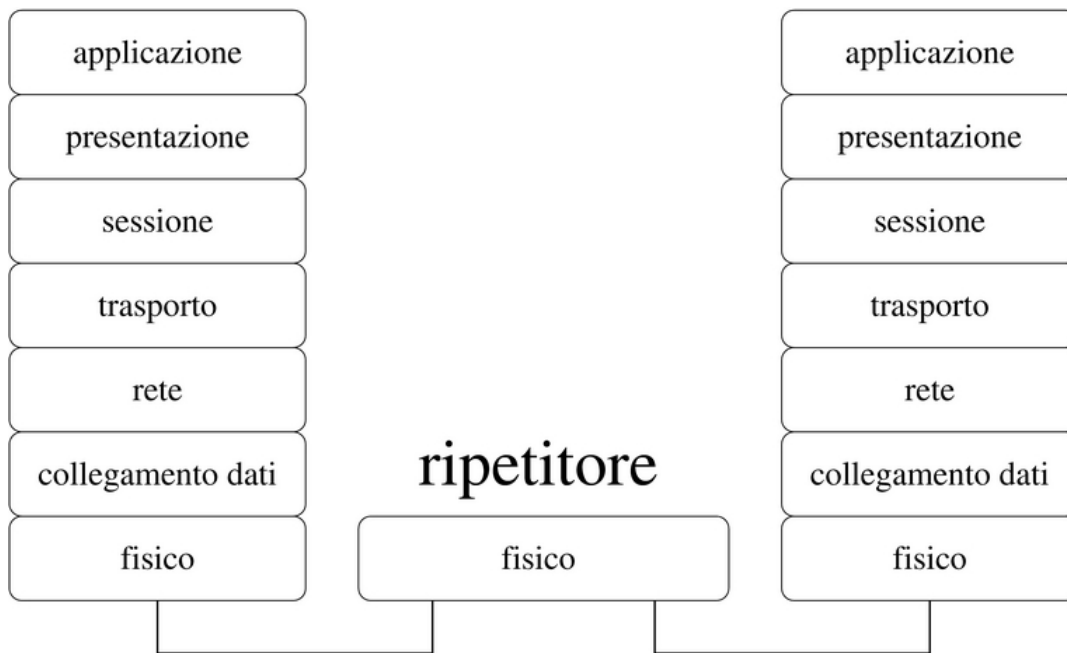 applicazione
presentazione
sessione
trasporto
rete
collegamento dati
fisico
ripetitore
fisico
applicazione
presentazione
sessione
trasporto
rete
collegamento dati
fisico